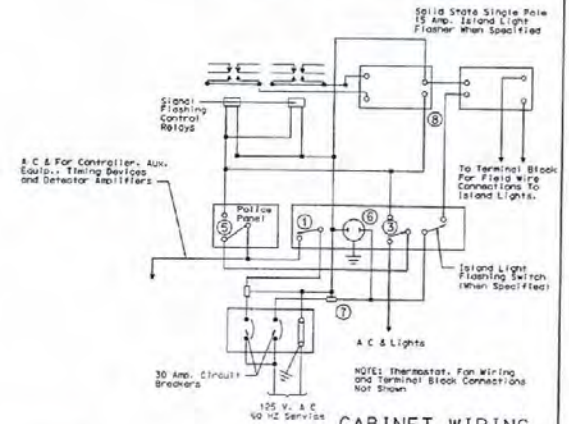 Solid State Single Pole
15 Amp. Island Light
Flasher When Specified
Signal
Flashing
Control
Relays
8
A C & For Controller. Aux.
Equip., Timing Devices
and Detector Amplifiers
To Terminal Block
For Field Wire
Connections To
Island Lights.
Police
Panel
5
1
6
3
Island Light
Flashing Switch
(When Specified)
7
A C & Lights
30 Amp. Circuit
Breakers
NOTE: Thermostat, Fan Wiring
and Terminal Block Connections
Not Shown
125 V. A C
60 HZ Service
CABINET WIRING